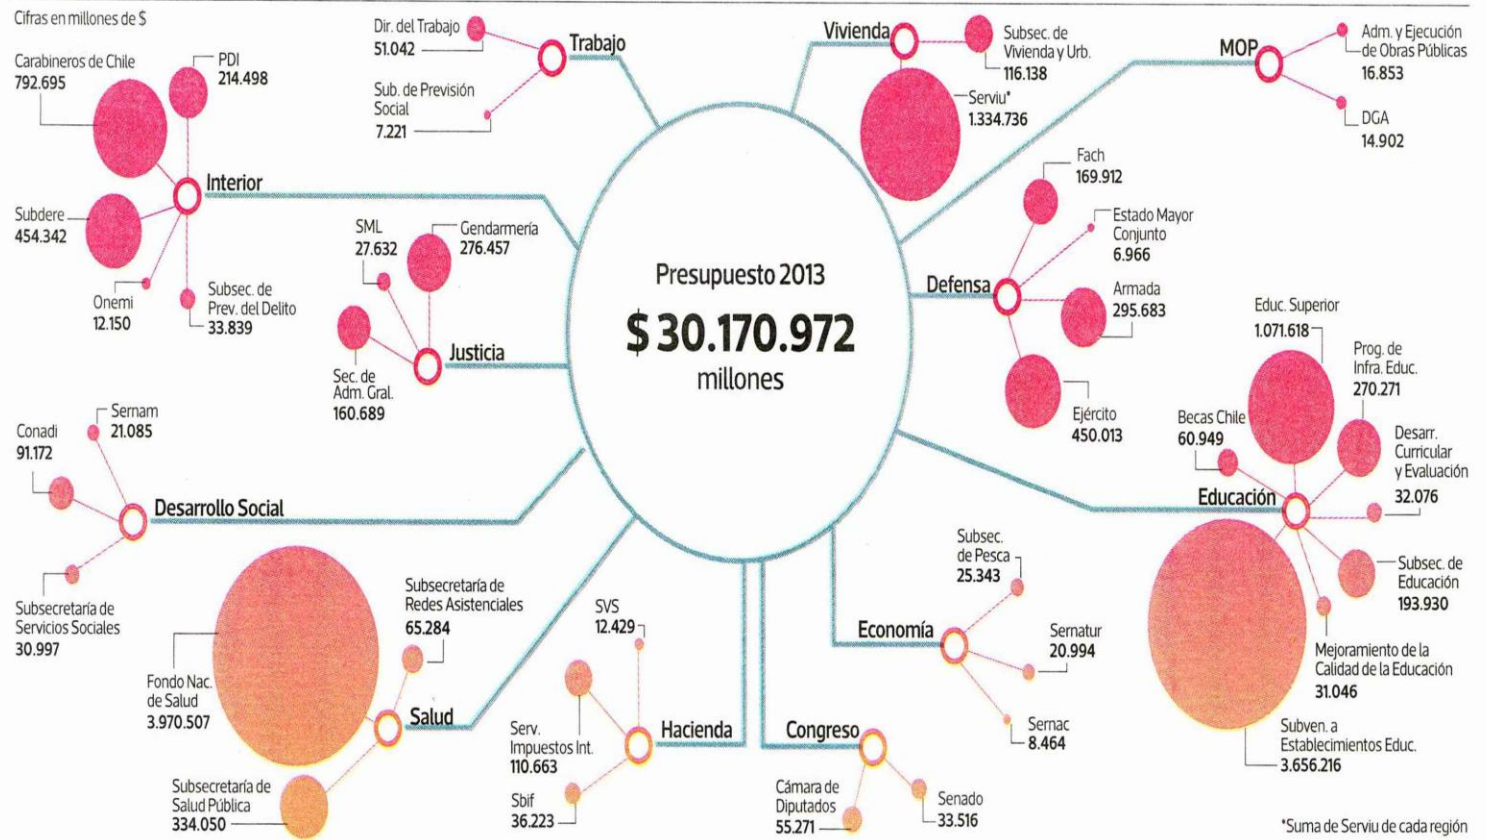 Cifras en millones de $
Carabineros de Chile
792.695
PDI
214.498
Interior
Subdere
454.342
Onemi
12.150
Subsec. de
Prev. del Delito
33.839
Dir. del Trabajo
51.042
Trabajo
Sub. de Previsión
Social
7.221
Vivienda
Subsec. de
Vivienda y Urb.
116.138
Serviu*
1.334.736
MOP
Adm. y Ejecución
de Obras Públicas
16.853
DGA
14.902
SML
27.632
Gendarmería
276.457
Justicia
Sec. de
Adm. Gral.
160.689
Presupuesto 2013
$ 30.170.972
millones
Fach
169.912
Estado Mayor
Conjunto
6.966
Defensa
Armada
295.683
Ejército
450.013
Educ. Superior
1.071.618
Prog. de
Infra. Educ.
270.271
Becas Chile
60.949
Desarr.
Curricular
y Evaluación
32.076
Educación
Subsec. de
Educación
193.930
Mejoramiento de la
Calidad de la Educación
31.046
Subven. a
Establecimientos Educ.
3.656.216
Conadi
91.172
Sernam
21.085
Desarrollo Social
Subsecretaría de
Servicios Sociales
30.997
Fondo Nac.
de Salud
3.970.507
Subsecretaría de
Redes Asistenciales
65.284
Salud
Subsecretaría de
Salud Pública
334.050
SVS
12.429
Serv.
Impuestos Int.
110.663
Hacienda
Sbif
36.223
Congreso
Cámara de
Diputados
55.271
Senado
33.516
Subsec.
de Pesca
25.343
Economía
Sernatur
20.994
Sernac
8.464
*Suma de Serviu de cada región